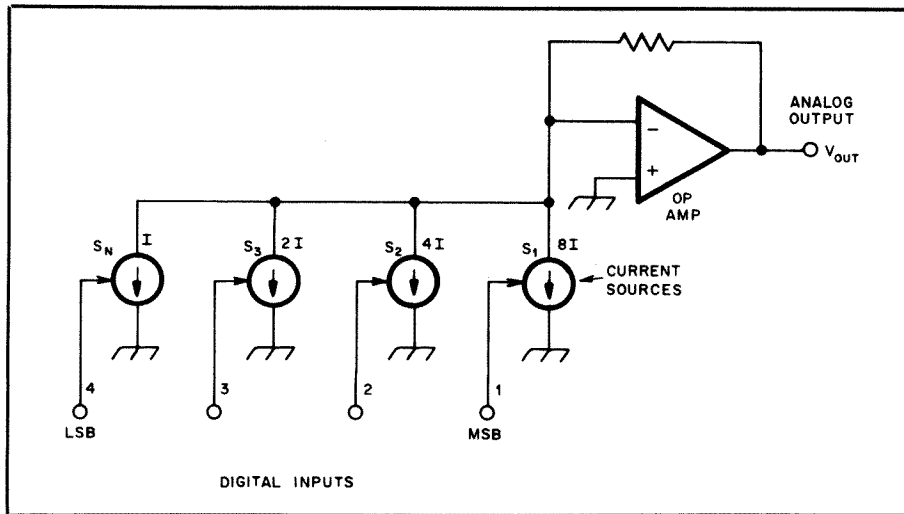 ANALOG
OUTPUT
−
+
V_OUT
OP
AMP
S_N I
S_3 2I
S_2 4I
S_1 8I
CURRENT
SOURCES
4
3
2
1
LSB
MSB
DIGITAL INPUTS